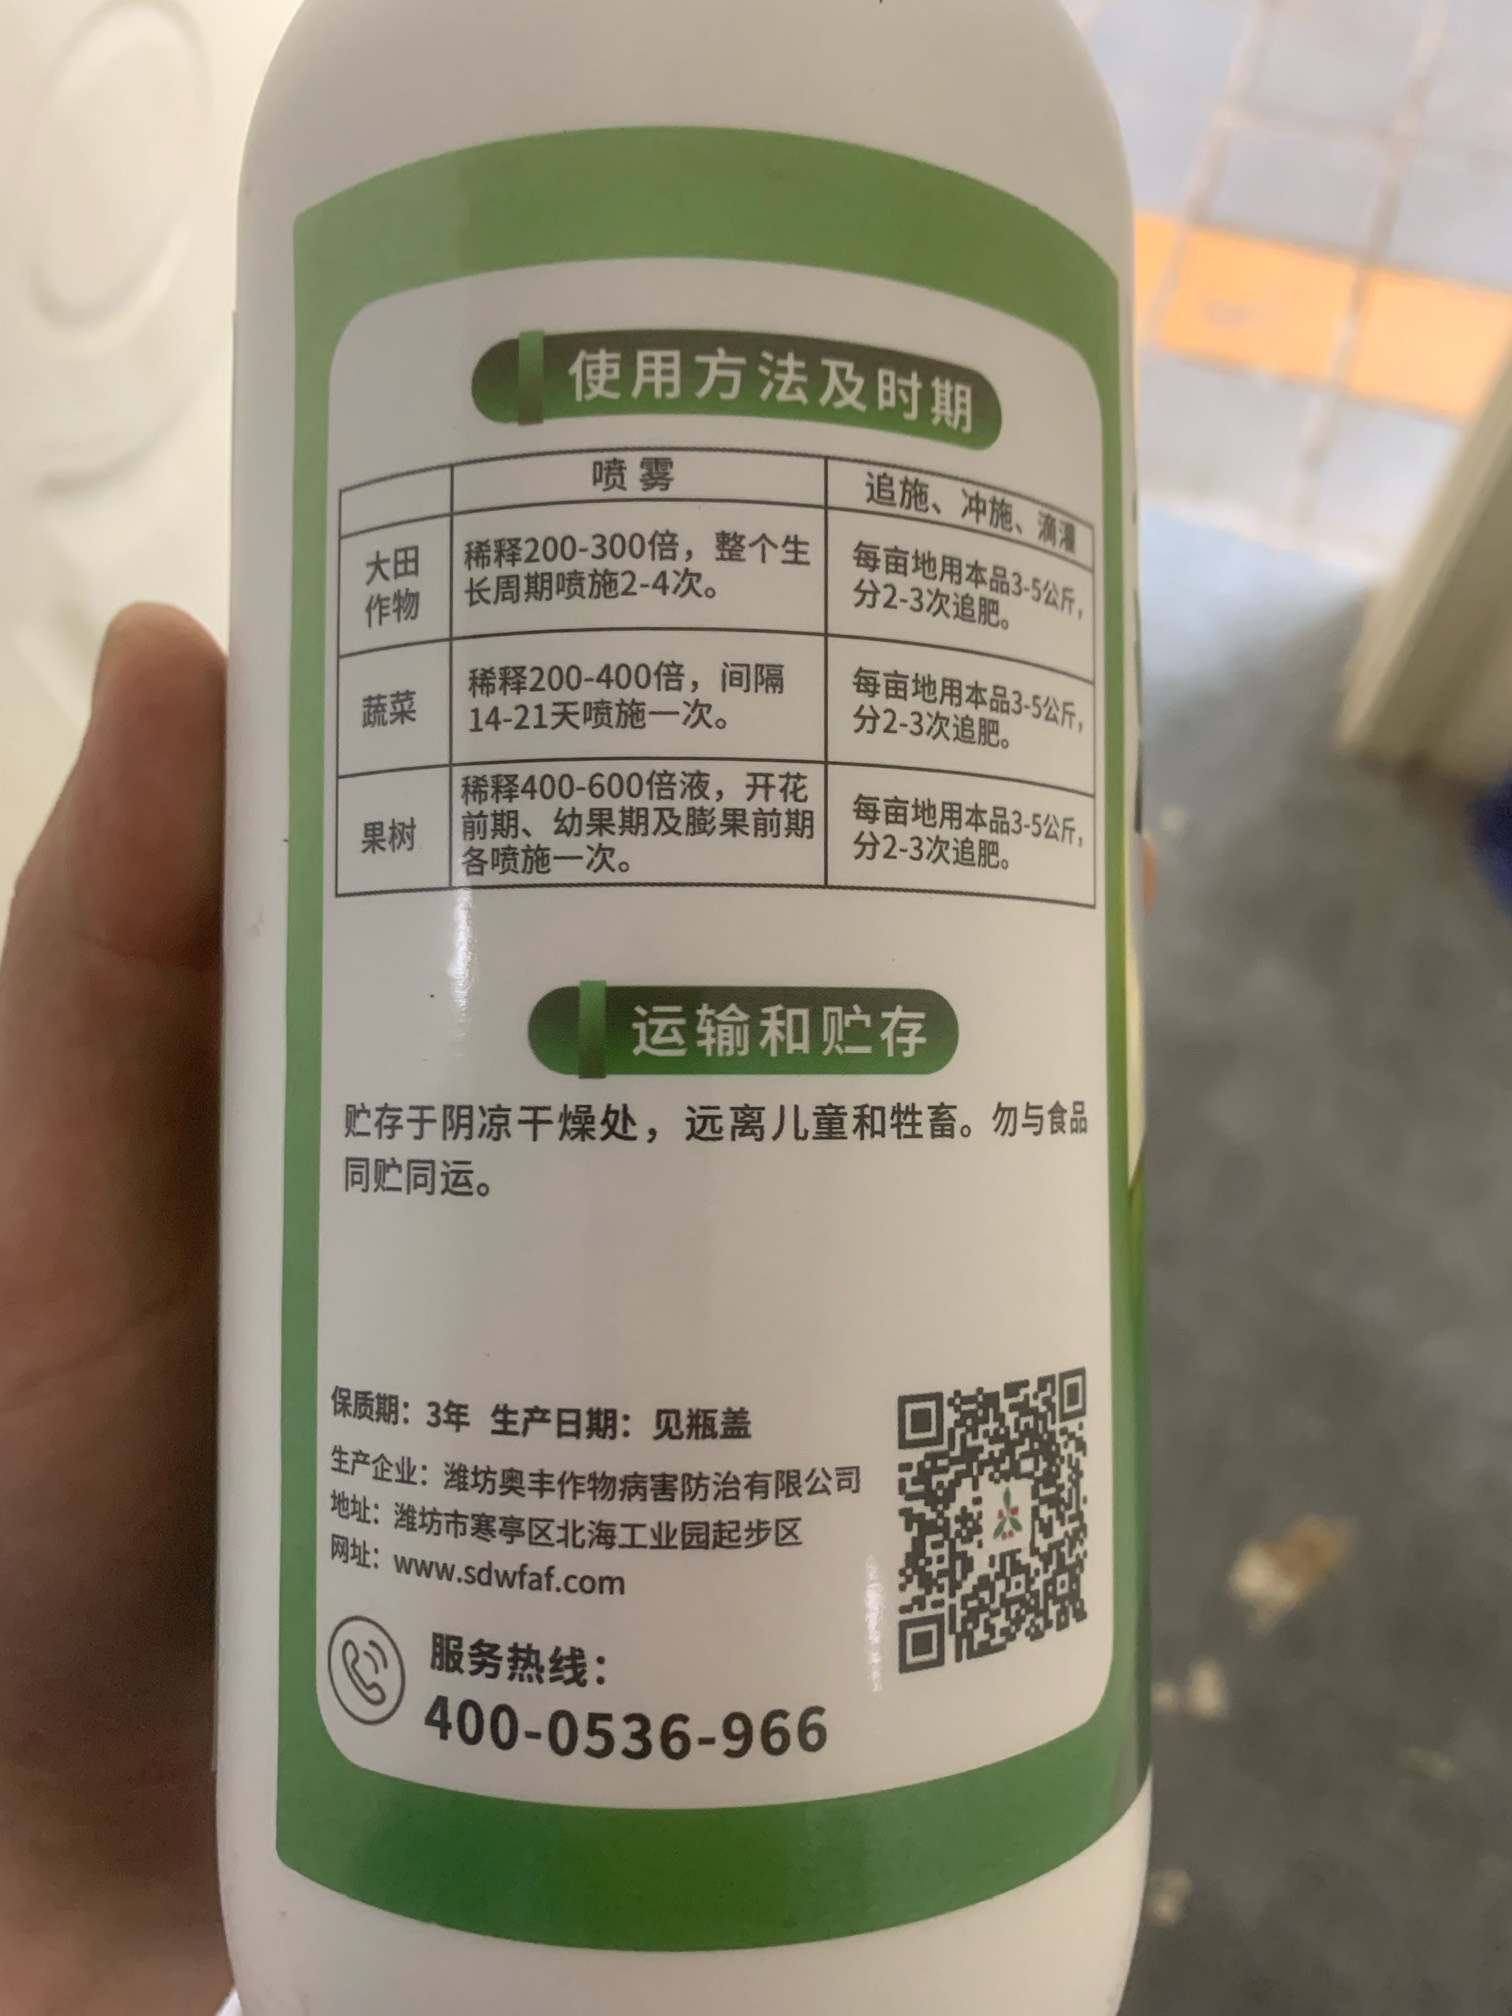 使用方法及时期
喷雾
追施、冲施、滴灌
大田
作物
稀释200-300倍，整个生
长周期喷施2-4次。
每亩地用本品3-5公斤，
分2-3次追肥。
蔬菜
稀释200-400倍，间隔
14-21天喷施一次。
每亩地用本品3-5公斤，
分2-3次追肥。
果树
稀释400-600倍液，开花
前期、幼果期及膨果前期
各喷施一次。
每亩地用本品3-5公斤，
分2-3次追肥。
运输和贮存
贮存于阴凉干燥处，远离儿童和牲畜。勿与食品
同贮同运。
保质期：3年 生产日期：见瓶盖
生产企业：潍坊奥丰作物病害防治有限公司
地址：潍坊市寒亭区北海工业园起步区
网址：www.sdwfaf.com
服务热线：
400-0536-966